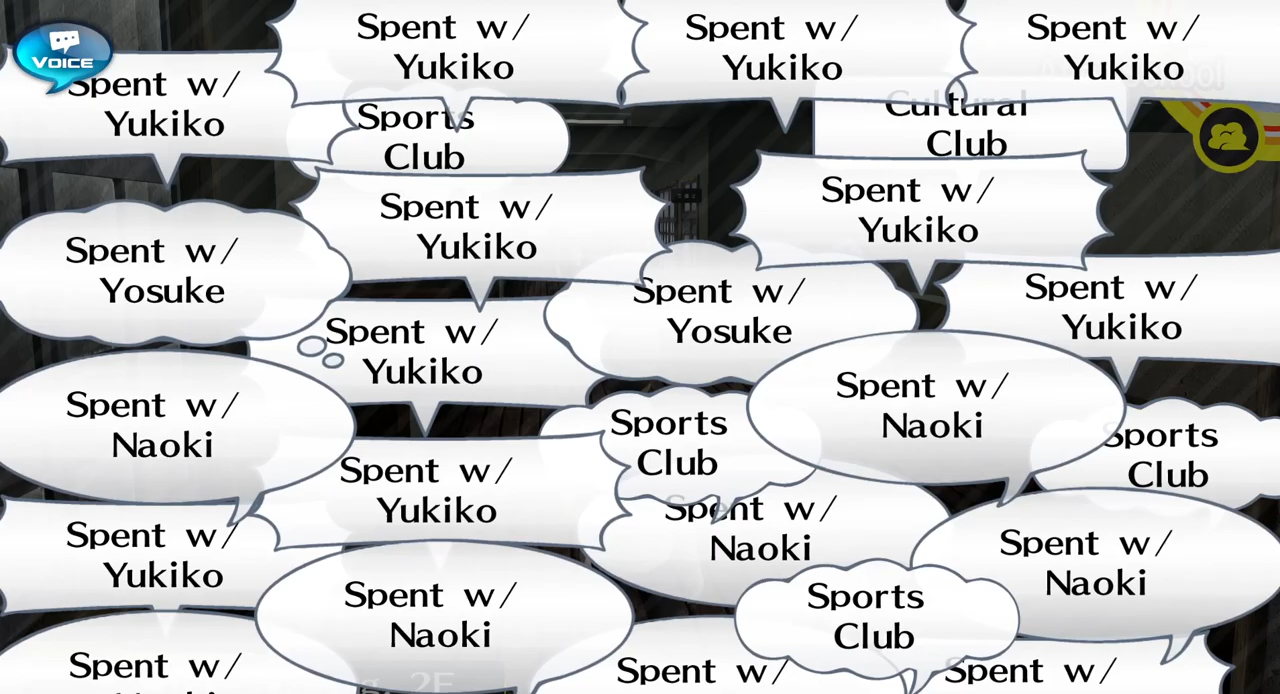 VOICE
Spent w/
Yukiko
Spent w/
Yukiko
Spent w/
Yukiko
Spent w/
Yukiko
Sports
Club
Cultural
Club
Spent w/
Yukiko
Spent w/
Yukiko
Spent w/
Yosuke
Spent w/
Yosuke
Spent w/
Yukiko
Spent w/
Yukiko
Spent w/
Naoki
Spent w/
Naoki
Sports
Club
Sports
Club
Spent w/
Yukiko
Spent w/
Naoki
Spent w/
Yukiko
Spent w/
Naoki
Spent w/
Naoki
Sports
Club
Spent w/
Spent w/
Spent w/
2F